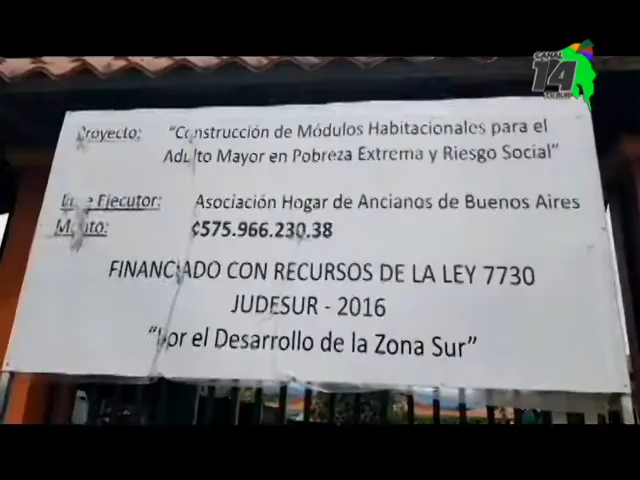 CANAL
14
TV SUR
Proyecto: "Construcción de Módulos Habitacionales para el
Adulto Mayor en Pobreza Extrema y Riesgo Social"
Ente Ejecutor: Asociación Hogar de Ancianos de Buenos Aires
Monto: ₡575.966.230.38
FINANCIADO CON RECURSOS DE LA LEY 7730
JUDESUR - 2016
"Por el Desarrollo de la Zona Sur"